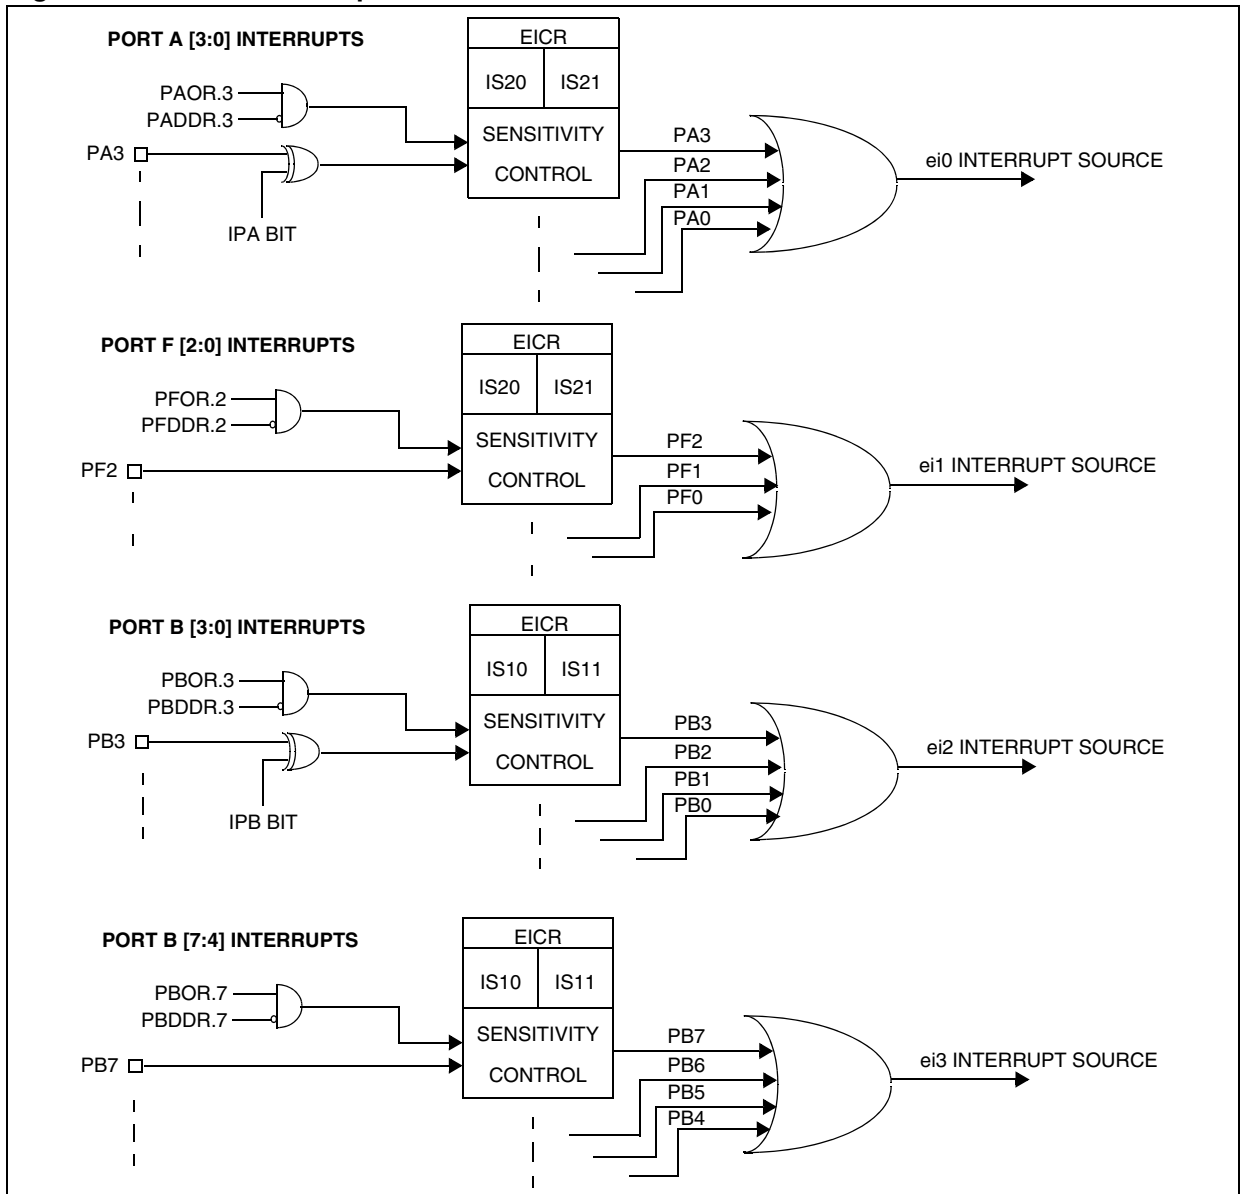 PORT A [3:0] INTERRUPTS
EICR
IS20 IS21
PAOR.3
PADDR.3
SENSITIVITY
CONTROL
PA3
IPA BIT
PA3
PA2
PA1
PA0
ei0 INTERRUPT SOURCE
PORT F [2:0] INTERRUPTS
EICR
IS20 IS21
PFOR.2
PFDDR.2
SENSITIVITY
CONTROL
PF2
PF2
PF1
PF0
ei1 INTERRUPT SOURCE
PORT B [3:0] INTERRUPTS
EICR
IS10 IS11
PBOR.3
PBDDR.3
SENSITIVITY
CONTROL
PB3
IPB BIT
PB3
PB2
PB1
PB0
ei2 INTERRUPT SOURCE
PORT B [7:4] INTERRUPTS
EICR
IS10 IS11
PBOR.7
PBDDR.7
SENSITIVITY
CONTROL
PB7
PB7
PB6
PB5
PB4
ei3 INTERRUPT SOURCE